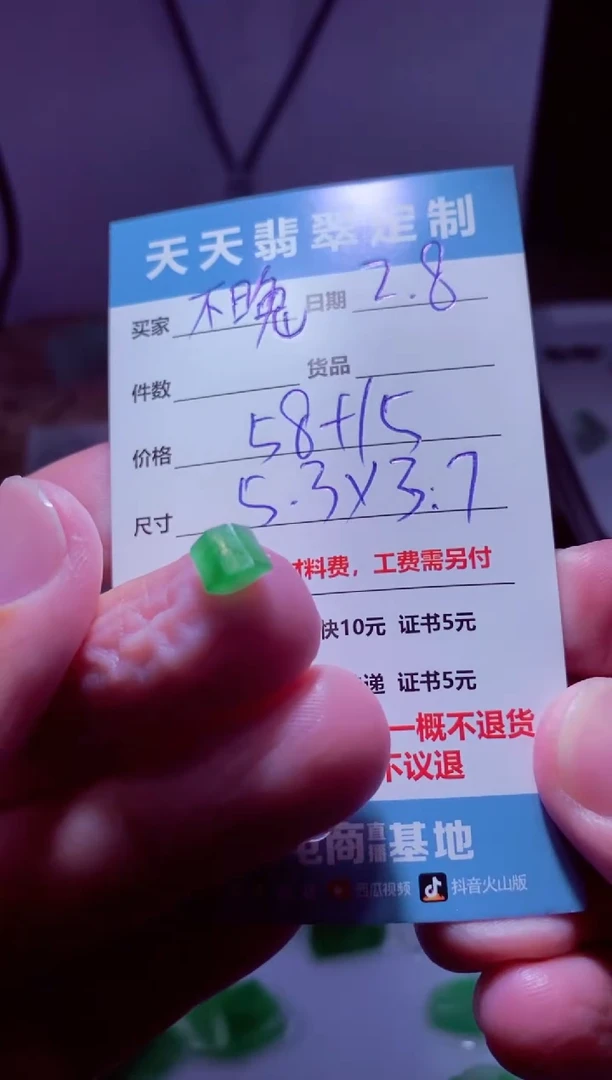 天天翡翠定制
买家 不晚 日期 2.8
件数 货品
价格 58+15
尺寸 5.3×3.7
材料费，工费需另付
快10元 证书5元
递 证书5元
一概不退货
不议退
电商直播基地
西瓜视频 抖音火山版